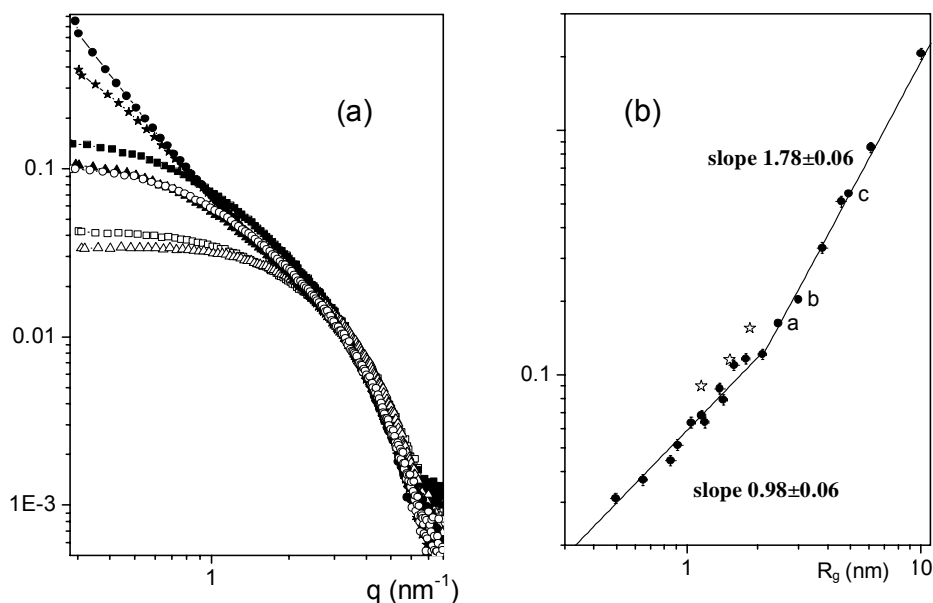 (a)
0.1
0.01
1E-3
1
q (nm⁻¹)
(b)
slope 1.78±0.06
c
b
a
0.1
slope 0.98±0.06
1
R_g (nm)
10